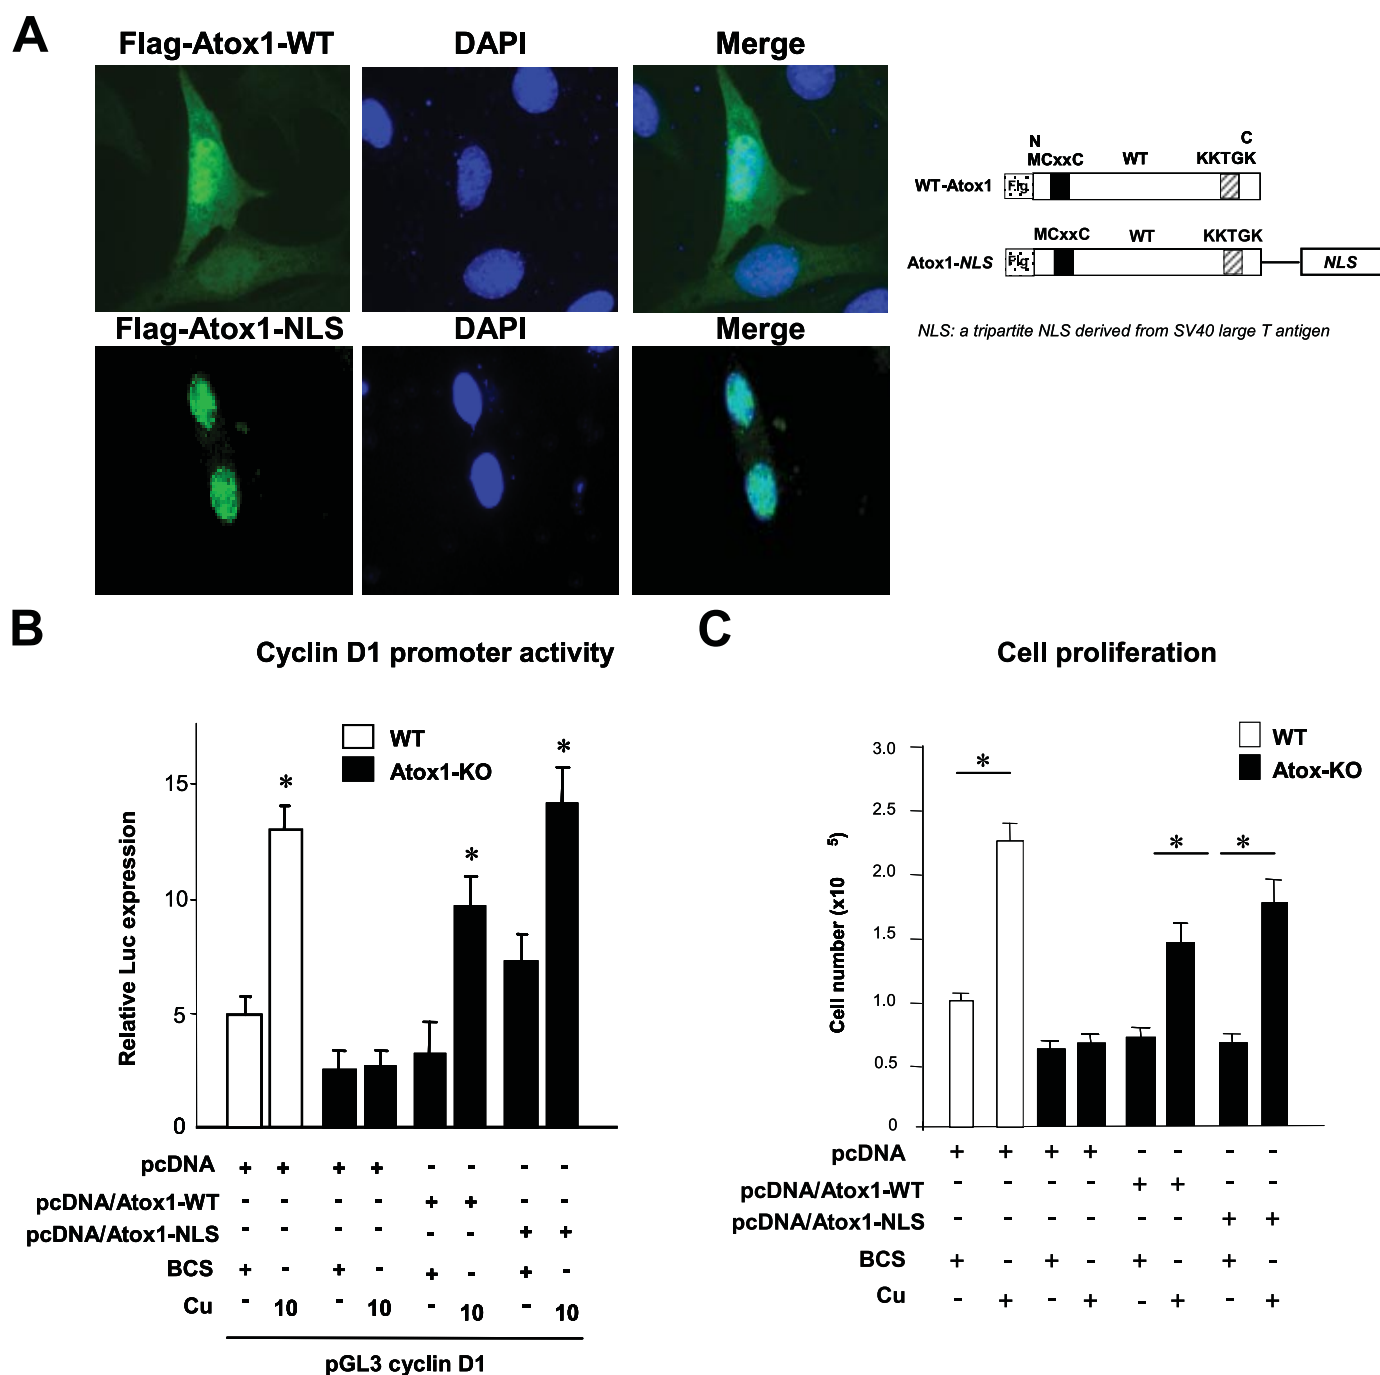 A
Flag-Atox1-WT DAPI Merge
N C
MCxxC WT KKTGK
WT-Atox1 Flg
MCxxC WT KKTGK
Atox1-NLS Flg NLS
NLS: a tripartite NLS derived from SV40 large T antigen
Flag-Atox1-NLS DAPI Merge
B
Cyclin D1 promoter activity
WT
Atox1-KO
Relative Luc expression
15
10
5
0
* * *
pcDNA + + + + - - - -
pcDNA/Atox1-WT - - - - + + - -
pcDNA/Atox1-NLS - - - - - - + +
BCS + - + - + - + -
Cu - 10 - 10 - 10 - 10
pGL3 cyclin D1
C
Cell proliferation
WT
Atox-KO
Cell number (x10 5)
3.0
2.5
2.0
1.5
1.0
0.5
0
* * *
pcDNA + + + + - - - -
pcDNA/Atox1-WT - - - - + + - -
pcDNA/Atox1-NLS - - - - - - + +
BCS + - + - + - + -
Cu - + - + - + - +